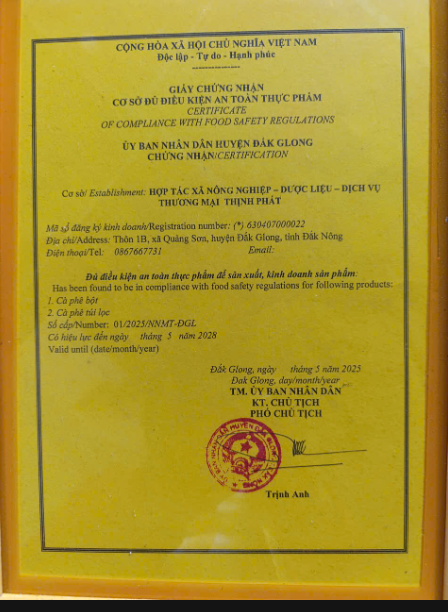 CỘNG HÒA XÃ HỘI CHỦ NGHĨA VIỆT NAM
Độc lập - Tự do - Hạnh phúc
GIẤY CHỨNG NHẬN
CƠ SỞ ĐỦ ĐIỀU KIỆN AN TOÀN THỰC PHẨM
CERTIFICATE
OF COMPLIANCE WITH FOOD SAFETY REGULATIONS
ỦY BAN NHÂN DÂN HUYỆN ĐĂK GLONG
CHỨNG NHẬN/CERTIFICATION
Cơ sở/ Establishment: HỢP TÁC XÃ NÔNG NGHIỆP – DƯỢC LIỆU – DỊCH VỤ
THƯƠNG MẠI THỊNH PHÁT
Mã số đăng ký kinh doanh/Registration number: (*) 630407000022
Địa chỉ/Address: Thôn 1B, xã Quảng Sơn, huyện Đắk Glong, tỉnh Đắk Nông
Điện thoại/Tel: 0867667731 Email:
Đủ điều kiện an toàn thực phẩm để sản xuất, kinh doanh sản phẩm:
Has been found to be in compliance with food safety regulations for following products:
1. Cà phê bột
2. Cà phê túi lọc
Số cấp/Number: 01/2025/NNMT-ĐGL
Có hiệu lực đến ngày tháng 5 năm 2028
Valid until (date/month/year)
Đăk Glong, ngày tháng 5 năm 2025
Đak Glong, day/month/year
TM. ỦY BAN NHÂN DÂN
KT. CHỦ TỊCH
PHÓ CHỦ TỊCH
Trịnh Anh